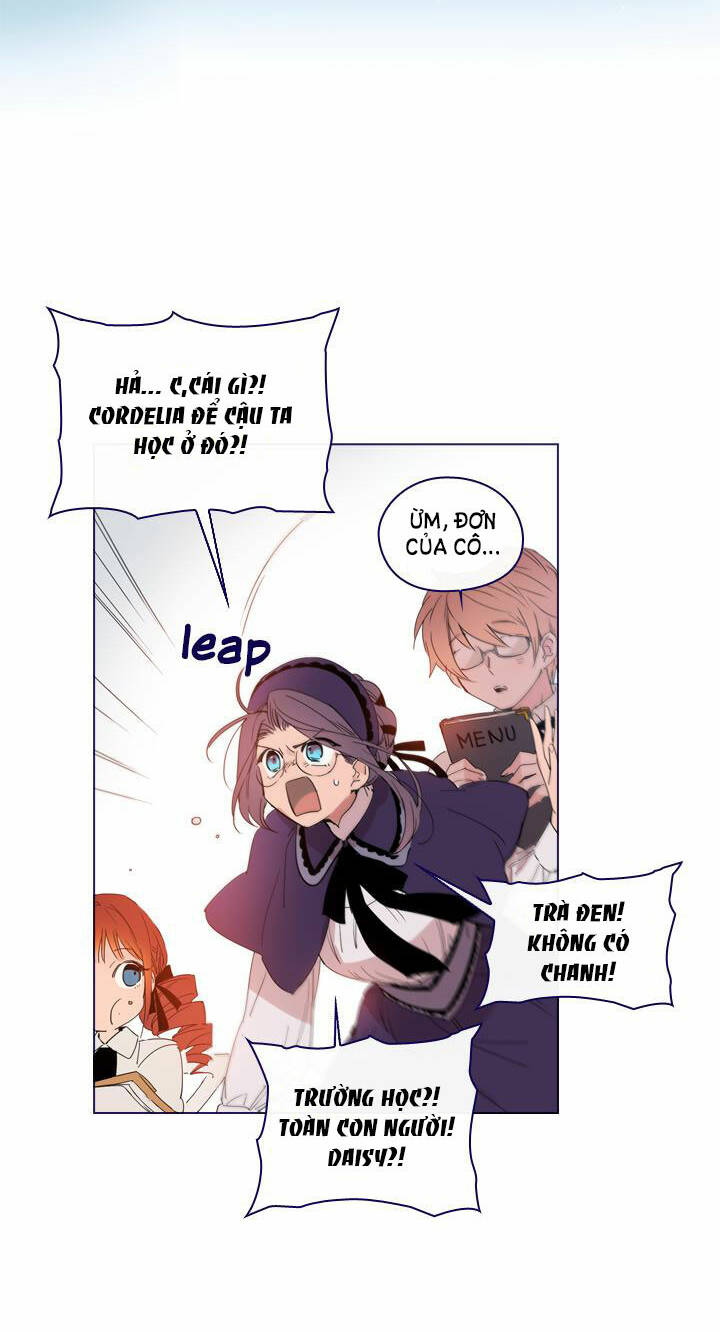 HẢ... C,CÁI GÌ?!
CORDELIA ĐỂ CẬU TA
HỌC Ở ĐÓ?!
ỪM, ĐƠN
CỦA CÔ...
leap
MENU
TRÀ ĐEN!
KHÔNG CÓ
CHANH!
TRƯỜNG HỌC?!
TOÀN CON NGƯỜI!
DAISY?!